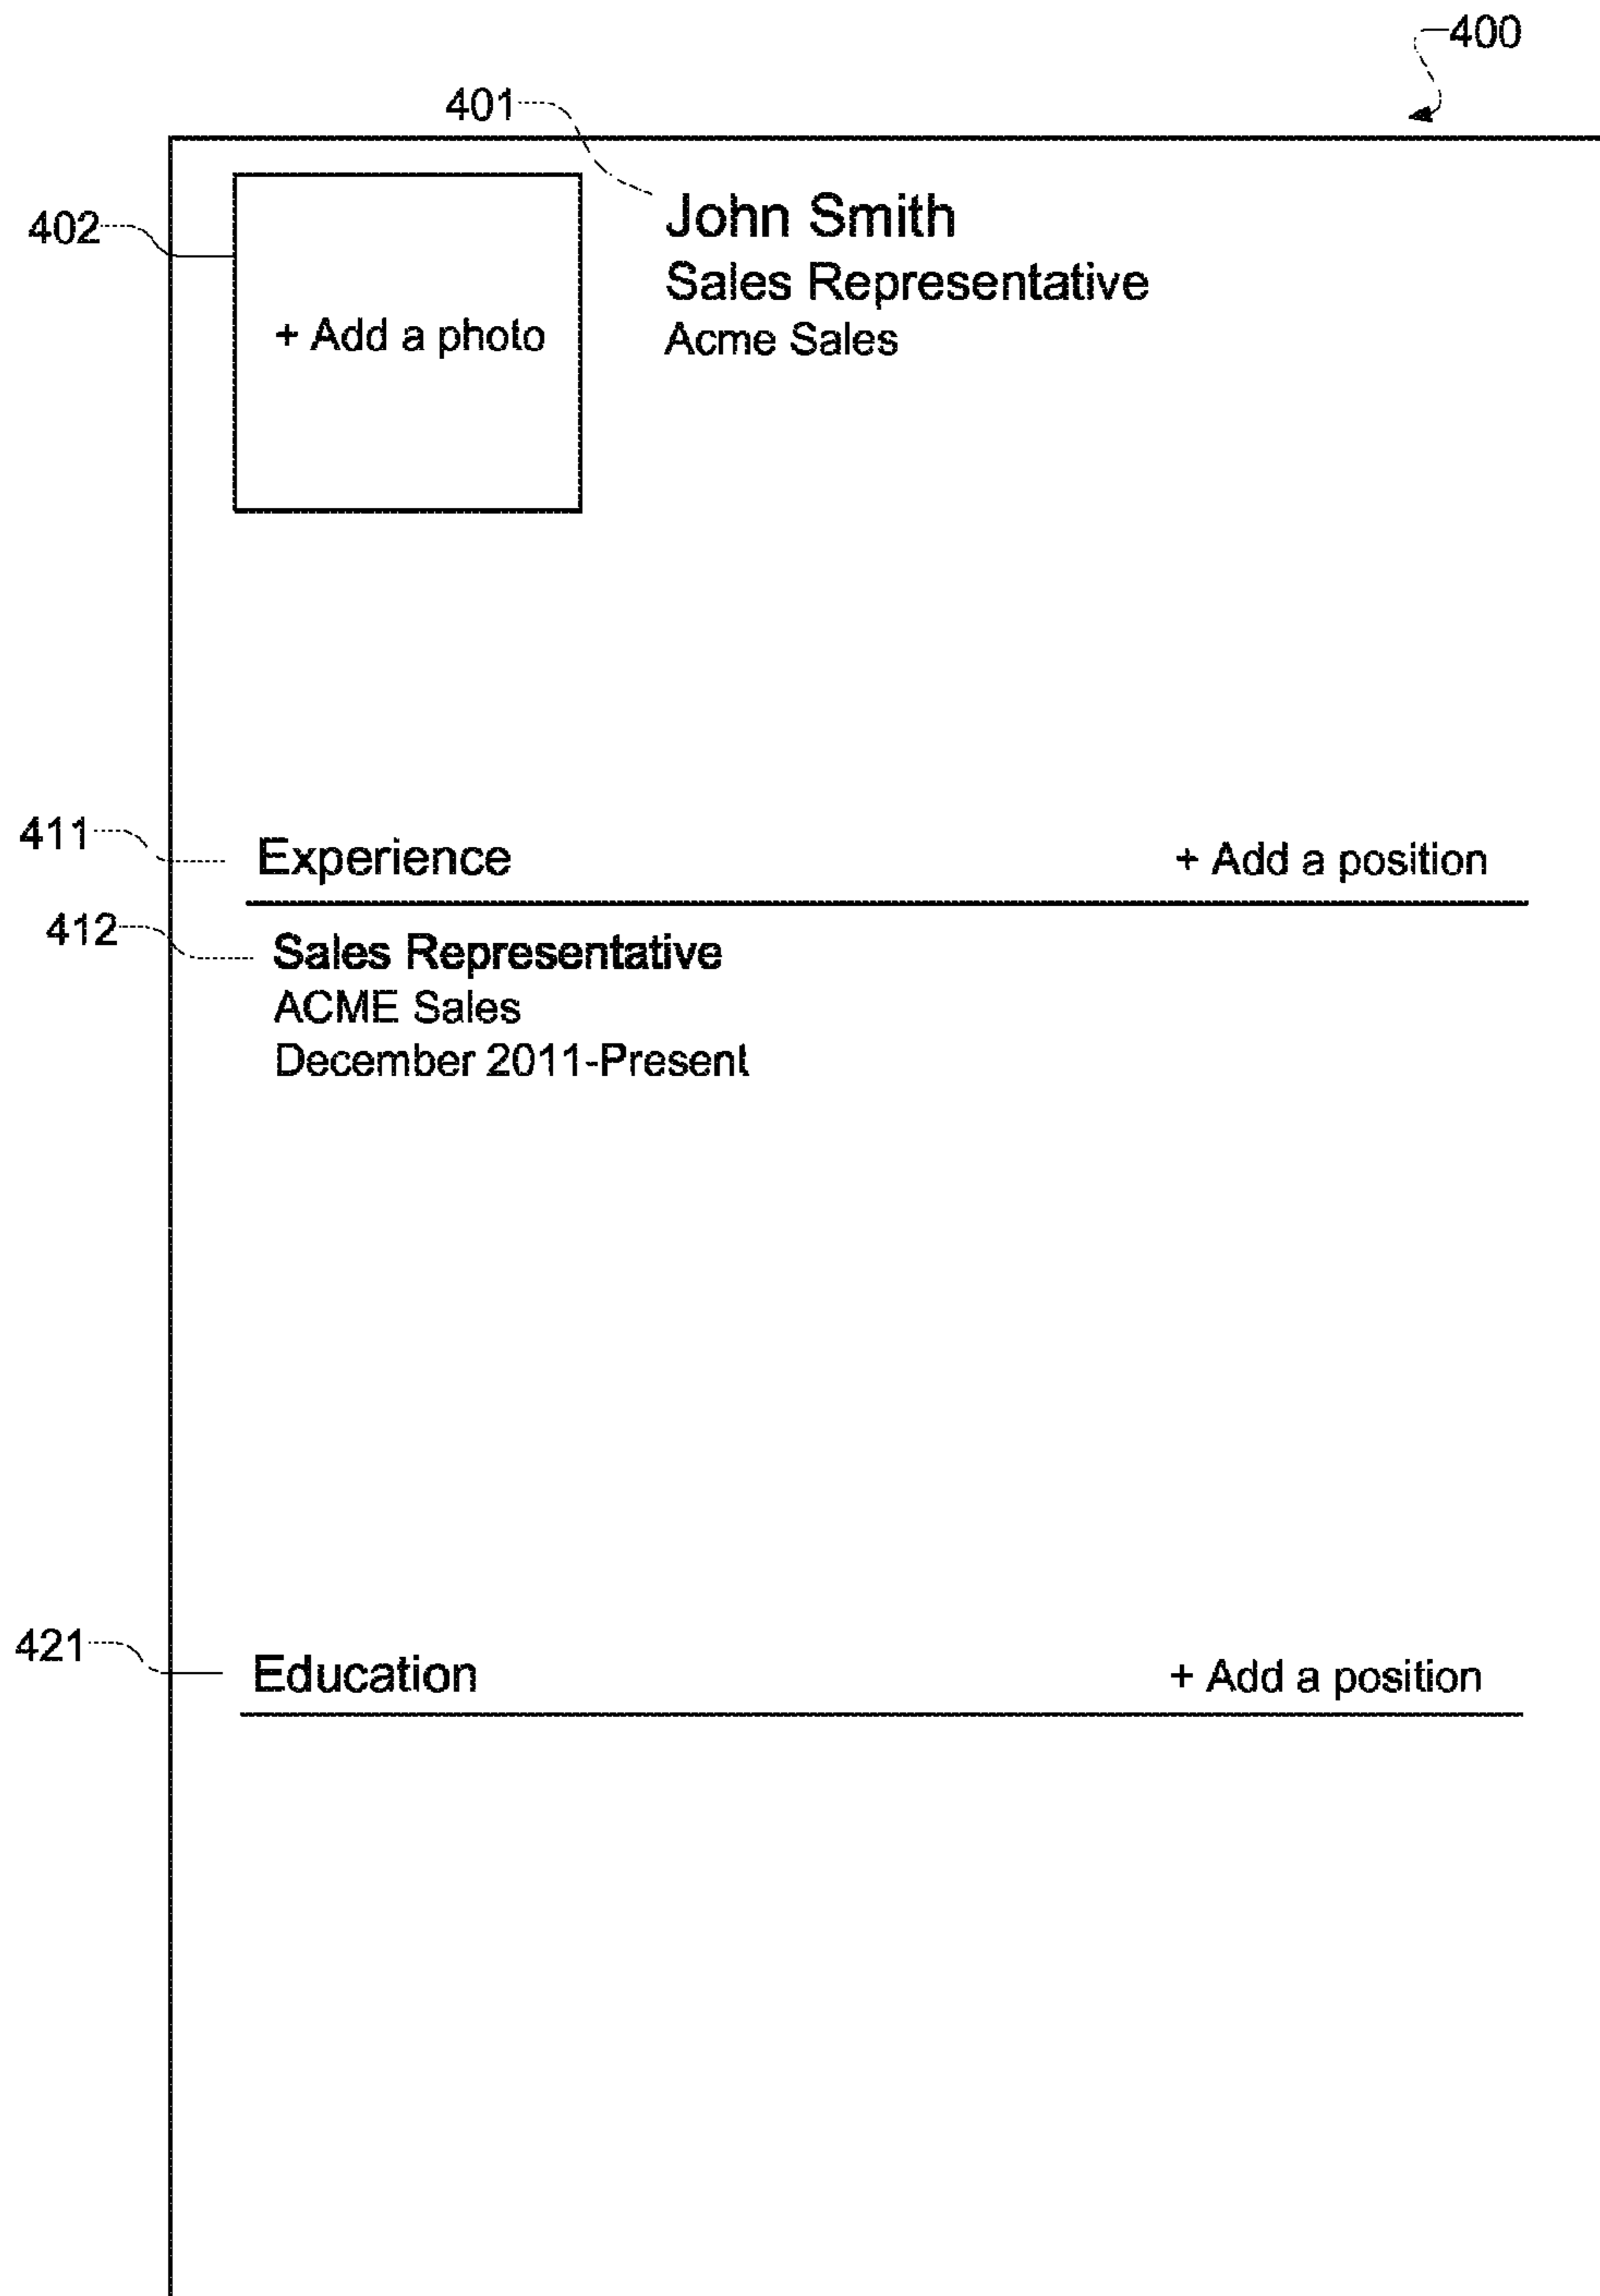 400
401
John Smith
402
Sales Representative
+ Add a photo
Acme Sales
411
Experience
+ Add a position
412
Sales Representative
ACME Sales
December 2011-Present
421
Education
+ Add a position